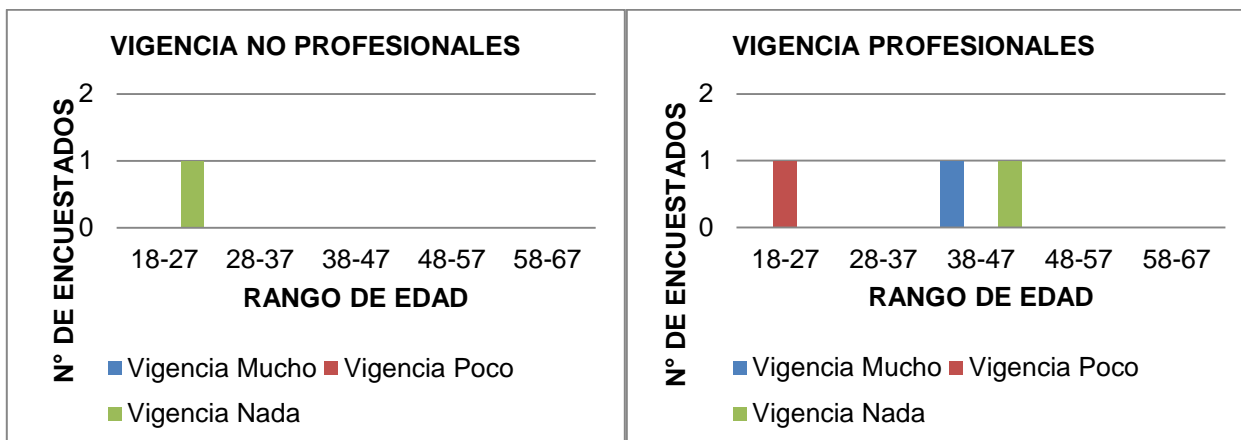 VIGENCIA NO PROFESIONALES
N° DE ENCUESTADOS
2
1
0
18-27 28-37 38-47 48-57 58-67
RANGO DE EDAD
Vigencia Mucho Vigencia Poco
Vigencia Nada
VIGENCIA PROFESIONALES
N° DE ENCUESTADOS
2
1
0
18-27 28-37 38-47 48-57 58-67
RANGO DE EDAD
Vigencia Mucho Vigencia Poco
Vigencia Nada